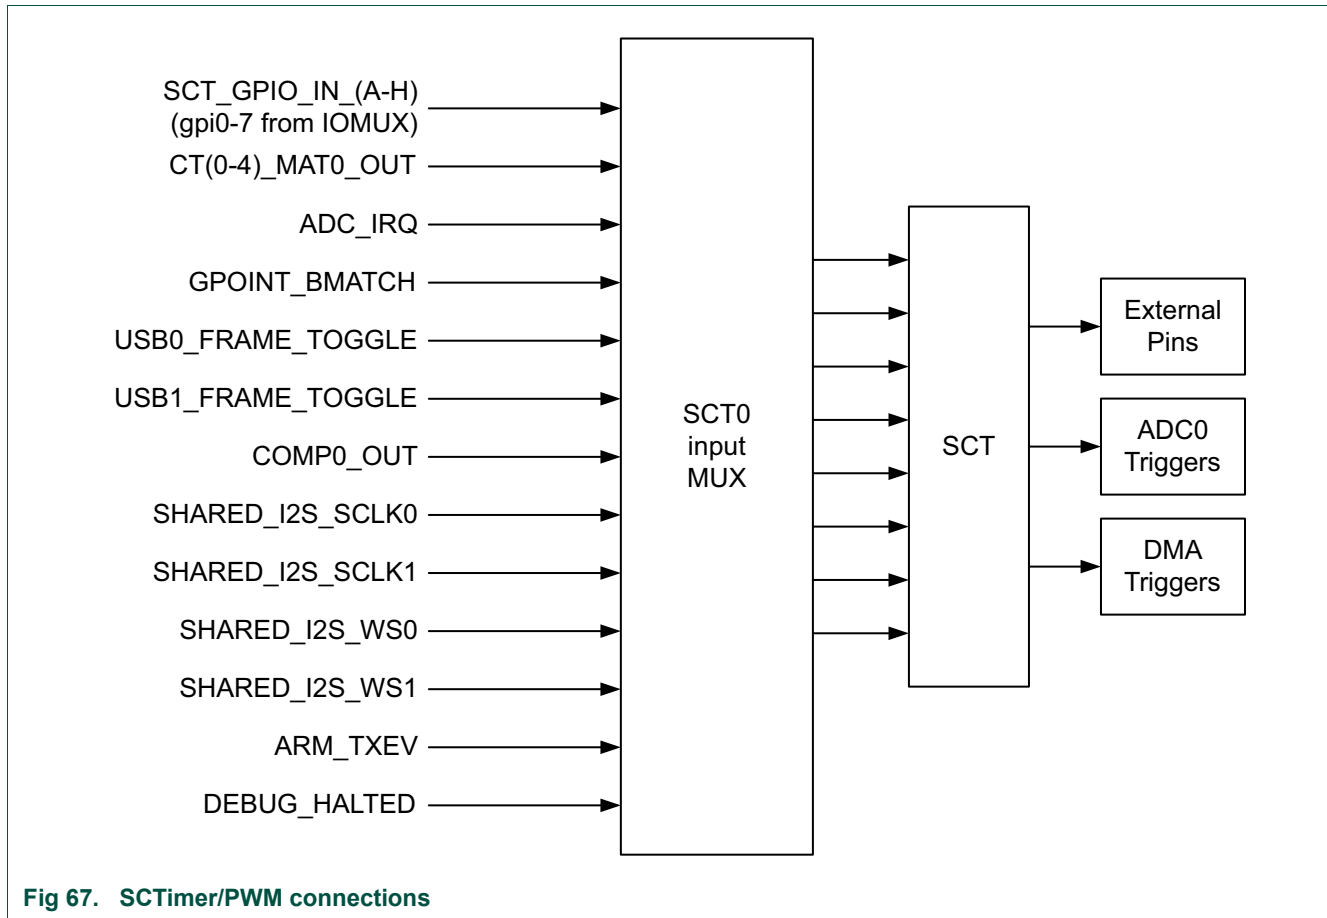 SCT_GPIO_IN_(A-H)
(gpi0-7 from IOMUX)
CT(0-4)_MAT0_OUT
ADC_IRQ
GPOINT_BMATCH
USB0_FRAME_TOGGLE
USB1_FRAME_TOGGLE
COMP0_OUT
SHARED_I2S_SCLK0
SHARED_I2S_SCLK1
SHARED_I2S_WS0
SHARED_I2S_WS1
ARM_TXEV
DEBUG_HALTED
SCT0
input
MUX
SCT
External
Pins
ADC0
Triggers
DMA
Triggers
Fig 67. SCTimer/PWM connections